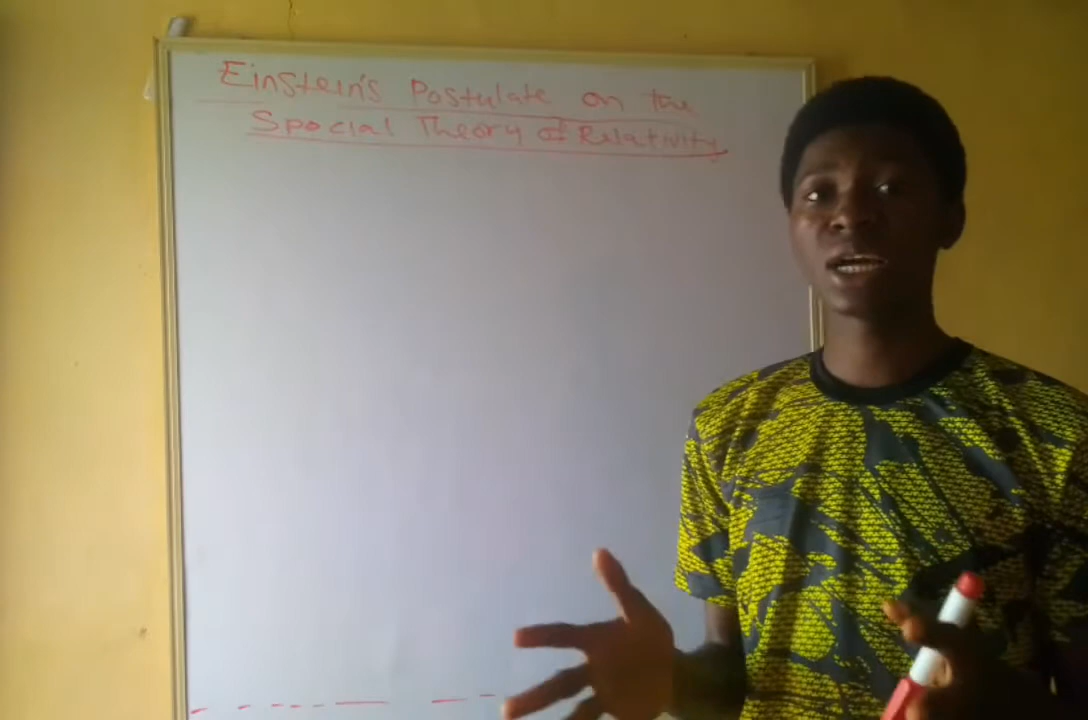 Einstein's Postulate on the
Special Theory of Relativity